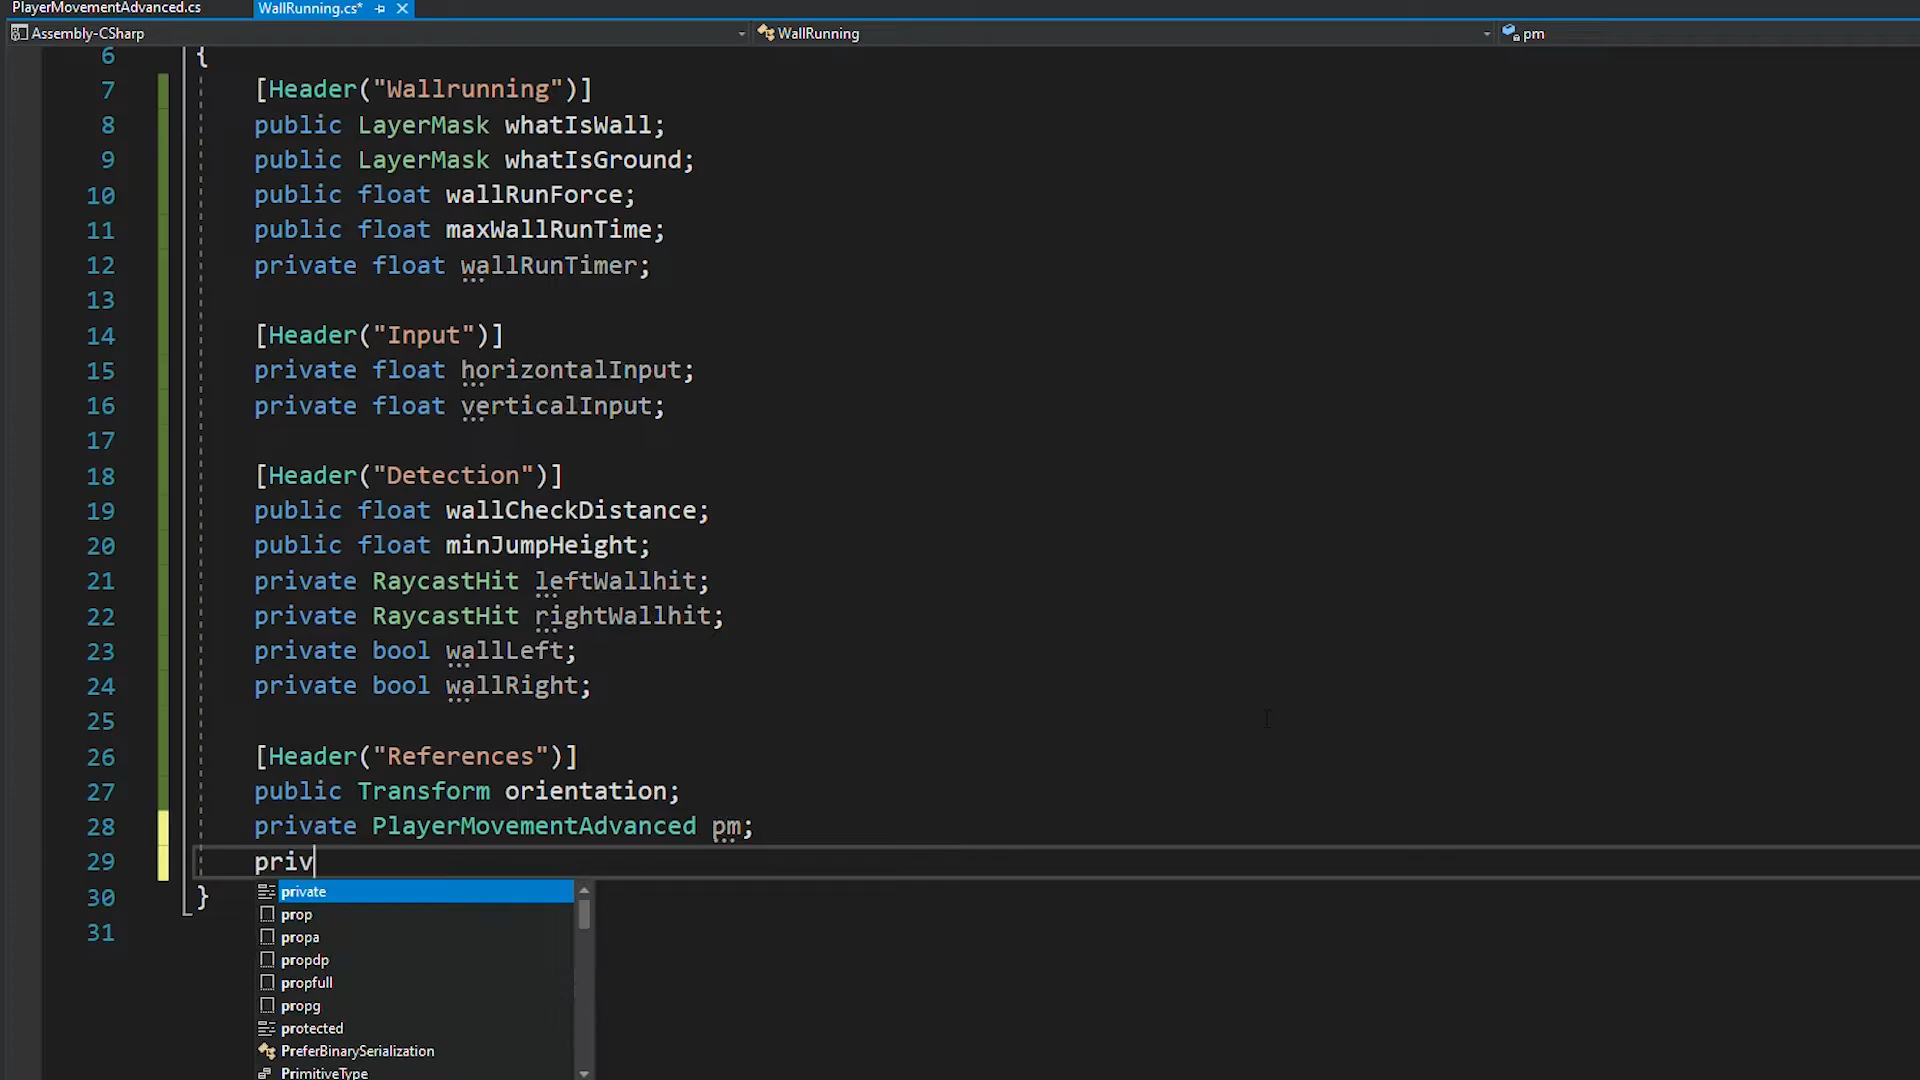 PlayerMovementAdvanced.cs WallRunning.cs*
Assembly-CSharp WallRunning pm
6 {
7 [Header("Wallrunning")]
8 public LayerMask whatIsWall;
9 public LayerMask whatIsGround;
10 public float wallRunForce;
11 public float maxWallRunTime;
12 private float wallRunTimer;
13
14 [Header("Input")]
15 private float horizontalInput;
16 private float verticalInput;
17
18 [Header("Detection")]
19 public float wallCheckDistance;
20 public float minJumpHeight;
21 private RaycastHit leftWallhit;
22 private RaycastHit rightWallhit;
23 private bool wallLeft;
24 private bool wallRight;
25
26 [Header("References")]
27 public Transform orientation;
28 private PlayerMovementAdvanced pm;
29 priv
30 }
31
private
prop
propa
propdp
propfull
propg
protected
PreferBinarySerialization
PrimitiveType